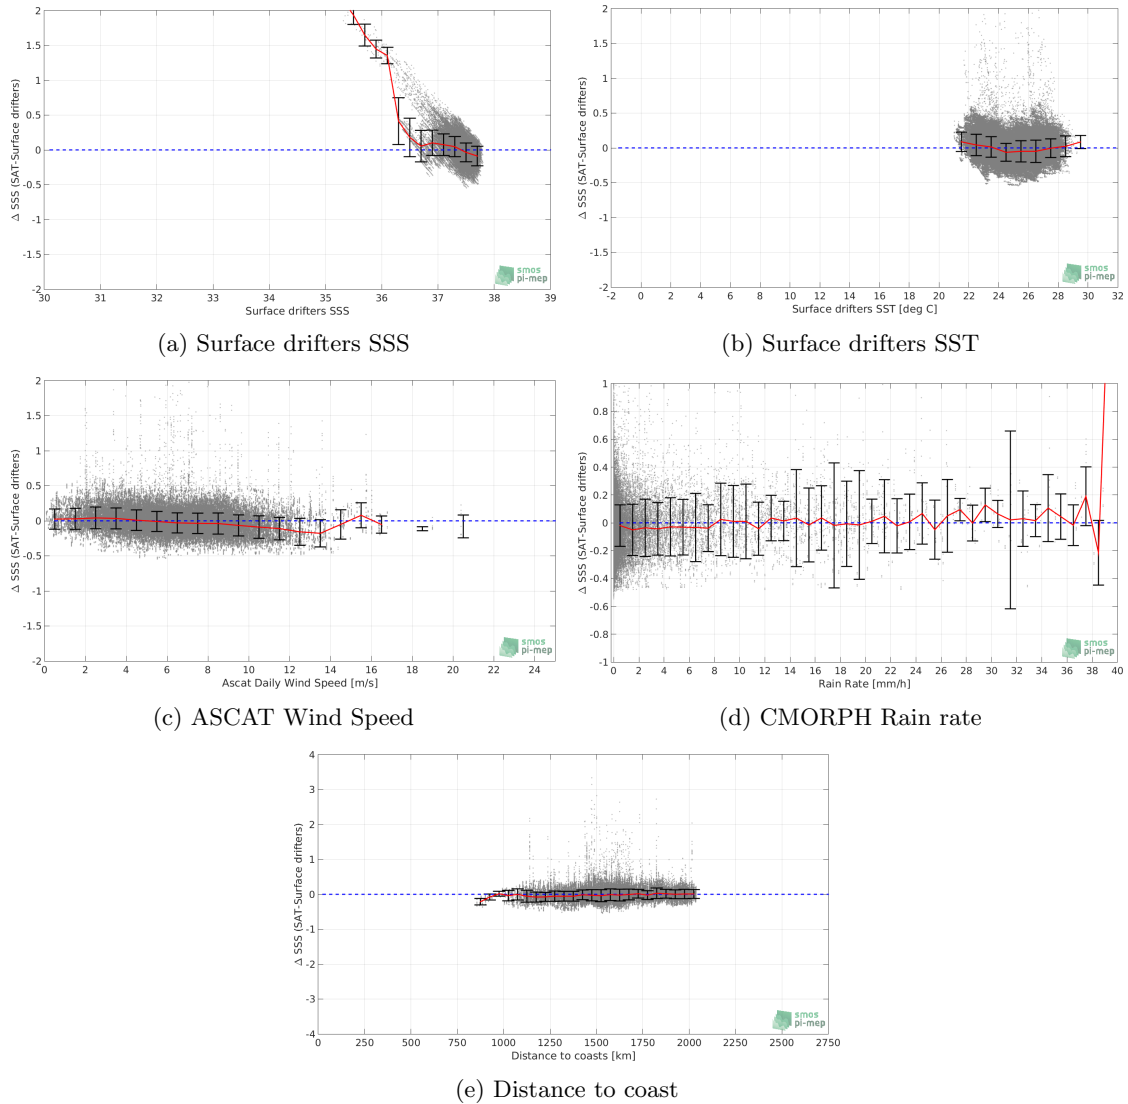 2
1.5
1
0.5
0
-0.5
-1
-1.5
-2
Δ SSS (SAT-Surface drifters)
30 31 32 33 34 35 36 37 38 39
Surface drifters SSS
smos
pi-mep
(a) Surface drifters SSS
2
1.5
1
0.5
0
-0.5
-1
-1.5
-2
Δ SSS (SAT-Surface drifters)
-2 0 2 4 6 8 10 12 14 16 18 20 22 24 26 28 30 32
Surface drifters SST [deg C]
smos
pi-mep
(b) Surface drifters SST
2
1.5
1
0.5
0
-0.5
-1
-1.5
-2
Δ SSS (SAT-Surface drifters)
0 2 4 6 8 10 12 14 16 18 20 22 24
Ascat Daily Wind Speed [m/s]
smos
pi-mep
(c) ASCAT Wind Speed
1
0.8
0.6
0.4
0.2
0
-0.2
-0.4
-0.6
-0.8
-1
Δ SSS (SAT-Surface drifters)
0 2 4 6 8 10 12 14 16 18 20 22 24 26 28 30 32 34 36 38 40
Rain Rate [mm/h]
smos
pi-mep
(d) CMORPH Rain rate
4
3
2
1
0
-1
-2
-3
-4
Δ SSS (SAT-Surface drifters)
0 250 500 750 1000 1250 1500 1750 2000 2250 2500 2750
Distance to coasts [km]
smos
pi-mep
(e) Distance to coast